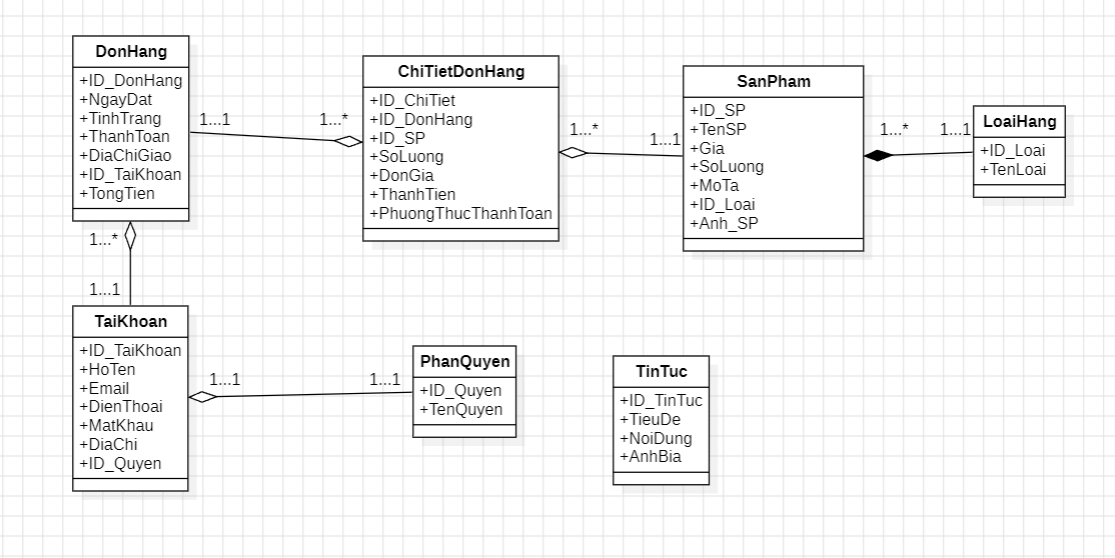 DonHang
+ID_DonHang
+NgayDat
+TinhTrang
+ThanhToan
+DiaChiGiao
+ID_TaiKhoan
+TongTien
1...1
1...*
ChiTietDonHang
+ID_ChiTiet
+ID_DonHang
+ID_SP
+SoLuong
+DonGia
+ThanhTien
+PhuongThucThanhToan
1...*
1...1
SanPham
+ID_SP
+TenSP
+Gia
+SoLuong
+MoTa
+ID_Loai
+Anh_SP
1...*
1...1
LoaiHang
+ID_Loai
+TenLoai
1...*
1...1
TaiKhoan
+ID_TaiKhoan
+HoTen
+Email
+DienThoai
+MatKhau
+DiaChi
+ID_Quyen
1...1
1...1
PhanQuyen
+ID_Quyen
+TenQuyen
TinTuc
+ID_TinTuc
+TieuDe
+NoiDung
+AnhBia